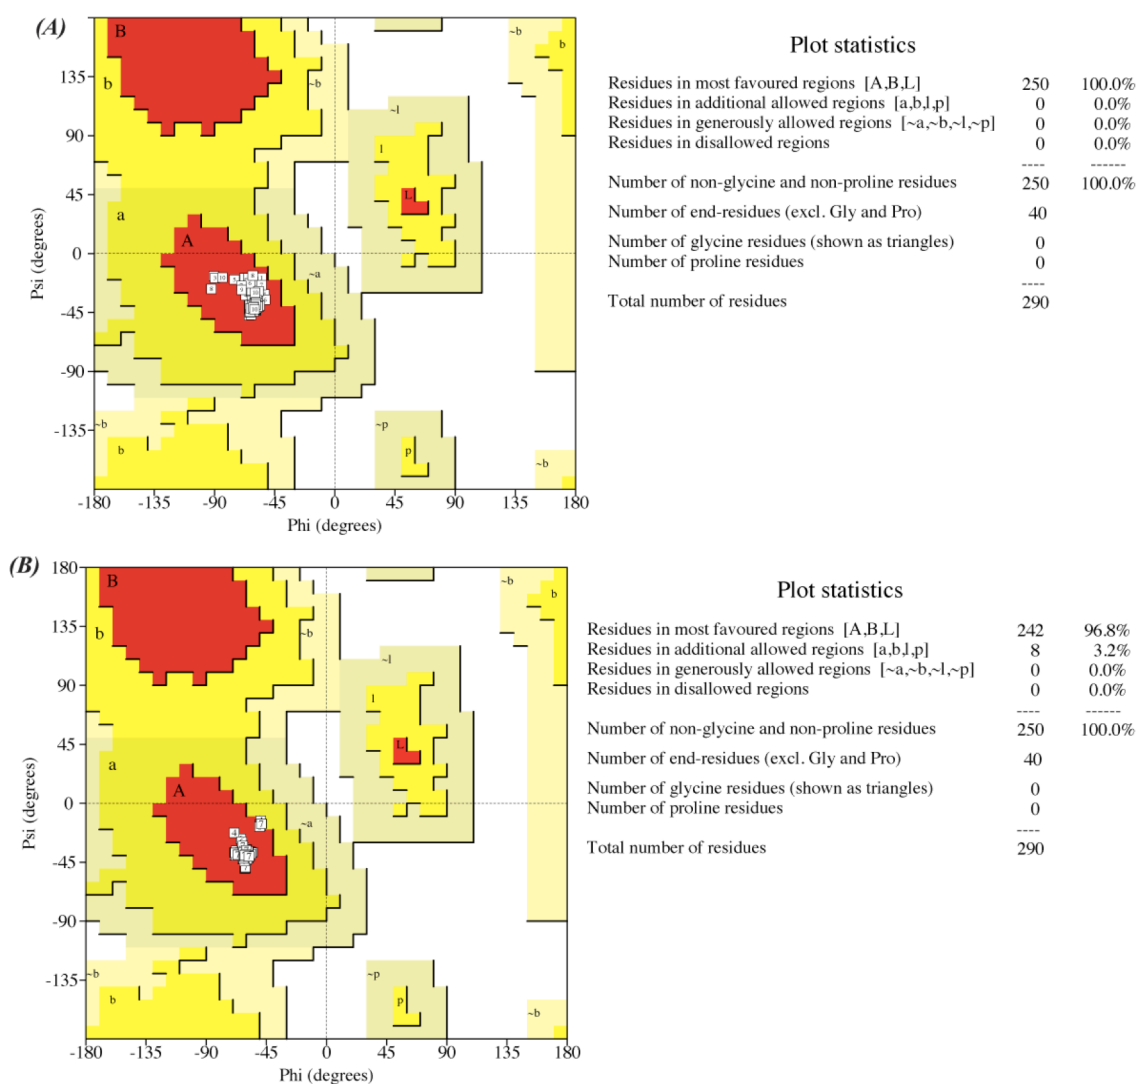 (A)
B
b
~b
~b
b
~l
l
L
a
A
~a
~b
b
~p
p
~b
135
90
45
0
-45
-90
-135
-180 -135 -90 -45 0 45 90 135 180
Psi (degrees)
Phi (degrees)
Plot statistics
Residues in most favoured regions [A,B,L] 250 100.0%
Residues in additional allowed regions [a,b,l,p] 0 0.0%
Residues in generously allowed regions [~a,~b,~l,~p] 0 0.0%
Residues in disallowed regions 0 0.0%
---- ------
Number of non-glycine and non-proline residues 250 100.0%
Number of end-residues (excl. Gly and Pro) 40
Number of glycine residues (shown as triangles) 0
Number of proline residues 0
----
Total number of residues 290
(B)
B
b
~b
~b
b
~l
l
L
a
A
~a
~b
b
~p
p
~b
180
135
90
45
0
-45
-90
-135
-180 -135 -90 -45 0 45 90 135 180
Psi (degrees)
Phi (degrees)
Plot statistics
Residues in most favoured regions [A,B,L] 242 96.8%
Residues in additional allowed regions [a,b,l,p] 8 3.2%
Residues in generously allowed regions [~a,~b,~l,~p] 0 0.0%
Residues in disallowed regions 0 0.0%
---- ------
Number of non-glycine and non-proline residues 250 100.0%
Number of end-residues (excl. Gly and Pro) 40
Number of glycine residues (shown as triangles) 0
Number of proline residues 0
----
Total number of residues 290